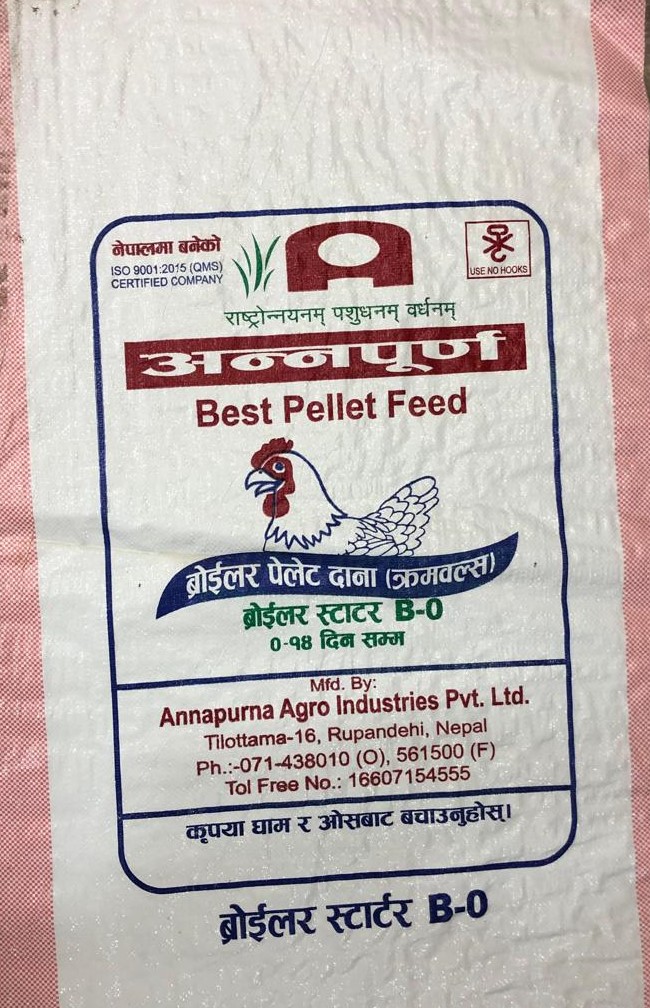 नेपालमा बनेको
ISO 9001:2015 (QMS)
CERTIFIED COMPANY
USE NO HOOKS
राष्ट्रोन्नयनम् पशुधनम् वर्धनम्
अन्नपूर्ण
Best Pellet Feed
ब्रोईलर पेलेट दाना (क्रमवल्स)
ब्रोईलर स्टाटर B-0
०-१४ दिन सम्म
Mfd. By:
Annapurna Agro Industries Pvt. Ltd.
Tilottama-16, Rupandehi, Nepal
Ph.:-071-438010 (O), 561500 (F)
Tol Free No.: 16607154555
कृपया घाम र ओसबाट बचाउनुहोस्।
ब्रोईलर स्टार्टर B-0